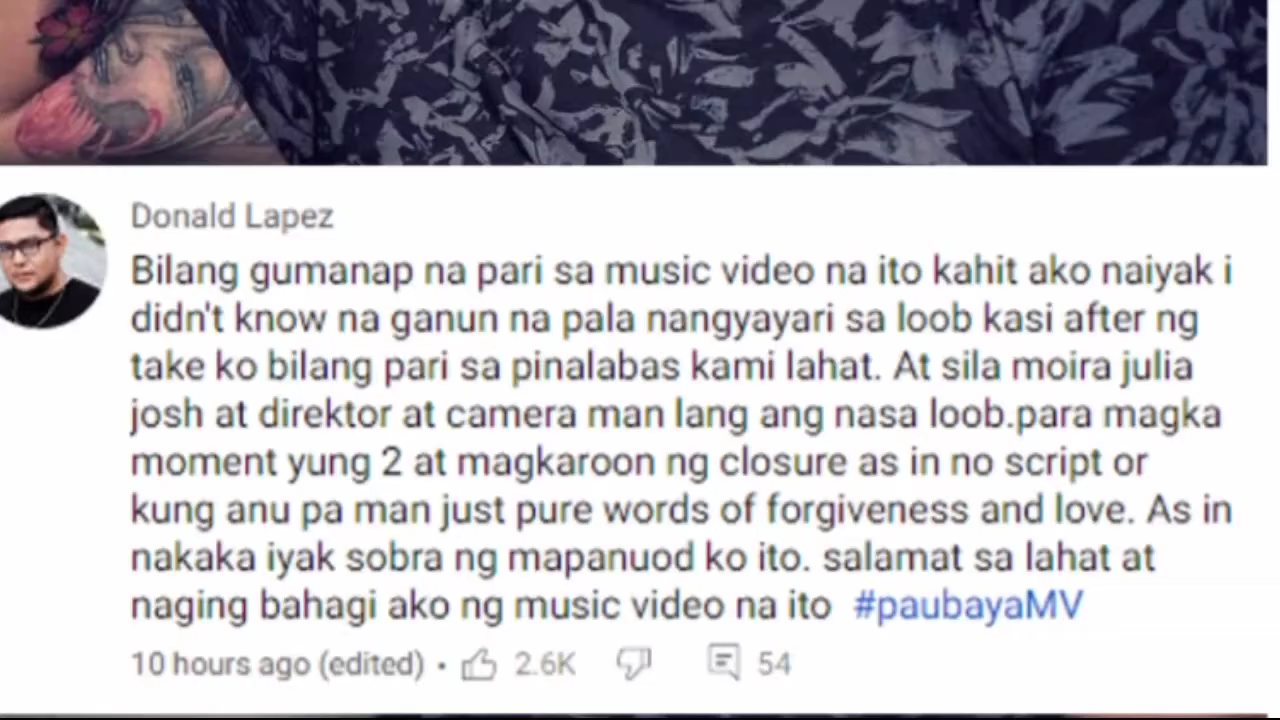 Donald Lapez
Bilang gumanap na pari sa music video na ito kahit ako naiyak i
didn't know na ganun na pala nangyayari sa loob kasi after ng
take ko bilang pari sa pinalabas kami lahat. At sila moira julia
josh at direktor at camera man lang ang nasa loob.para magka
moment yung 2 at magkaroon ng closure as in no script or
kung anu pa man just pure words of forgiveness and love. As in
nakaka iyak sobra ng mapanuod ko ito. salamat sa lahat at
naging bahagi ako ng music video na ito #paubayaMV
10 hours ago (edited) • 2.6K 54